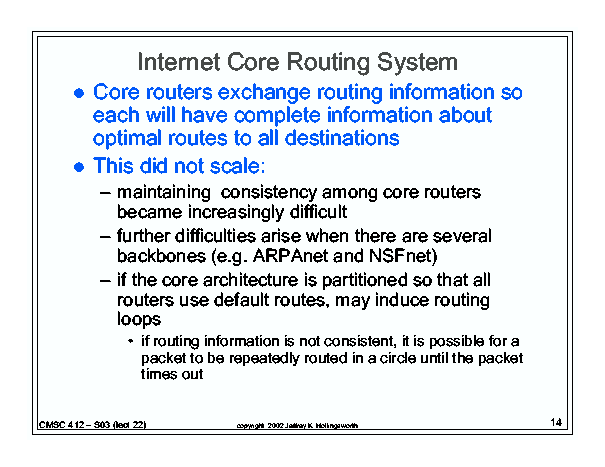 Internet Core Routing System
● Core routers exchange routing information so
each will have complete information about
optimal routes to all destinations
● This did not scale:
– maintaining consistency among core routers
became increasingly difficult
– further difficulties arise when there are several
backbones (e.g. ARPAnet and NSFnet)
– if the core architecture is partitioned so that all
routers use default routes, may induce routing
loops
• if routing information is not consistent, it is possible for a
packet to be repeatedly routed in a circle until the packet
times out
CMSC 412 – S03 (lect 22)
copyright 2002 Jeffrey K. Hollingsworth
14